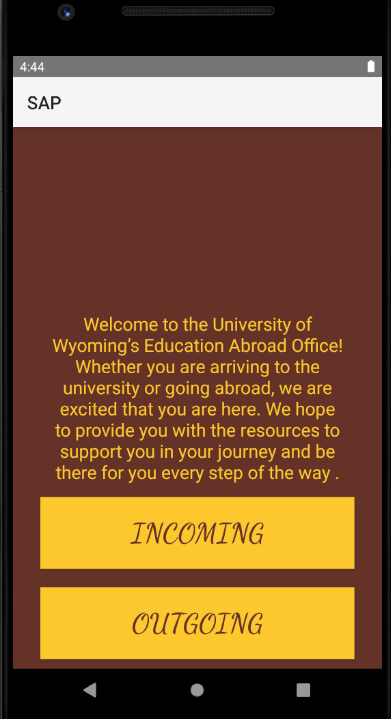 4:44
SAP
Welcome to the University of
Wyoming's Education Abroad Office!
Whether you are arriving to the
university or going abroad, we are
excited that you are here. We hope
to provide you with the resources to
support you in your journey and be
there for you every step of the way .
INCOMING
OUTGOING